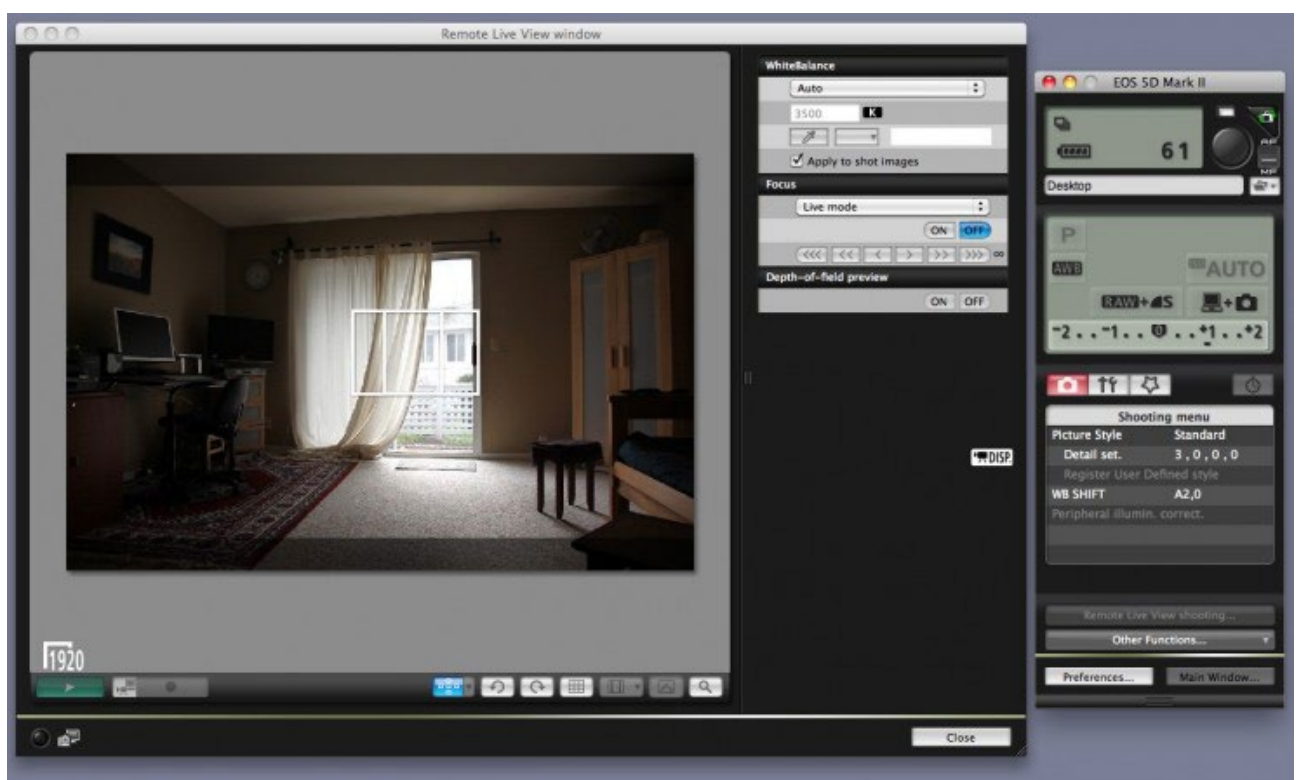 Remote Live View window
WhiteBalance
Auto
3500 K
Apply to shot images
Focus
Live mode
ON OFF
<<< << < > >> >>> ∞
Depth-of-field preview
ON OFF
DISP.
1920
Close
EOS 5D Mark II
61
AF
MF
Desktop
P
AWB
AUTO
RAW+S
-2..-1..0..+1..+2
Shooting menu
Picture Style Standard
Detail set. 3,0,0,0
Register User Defined style
WB SHIFT A2,0
Peripheral illumin. correct.
Remote Live View shooting...
Other Functions...
Preferences... Main Window...